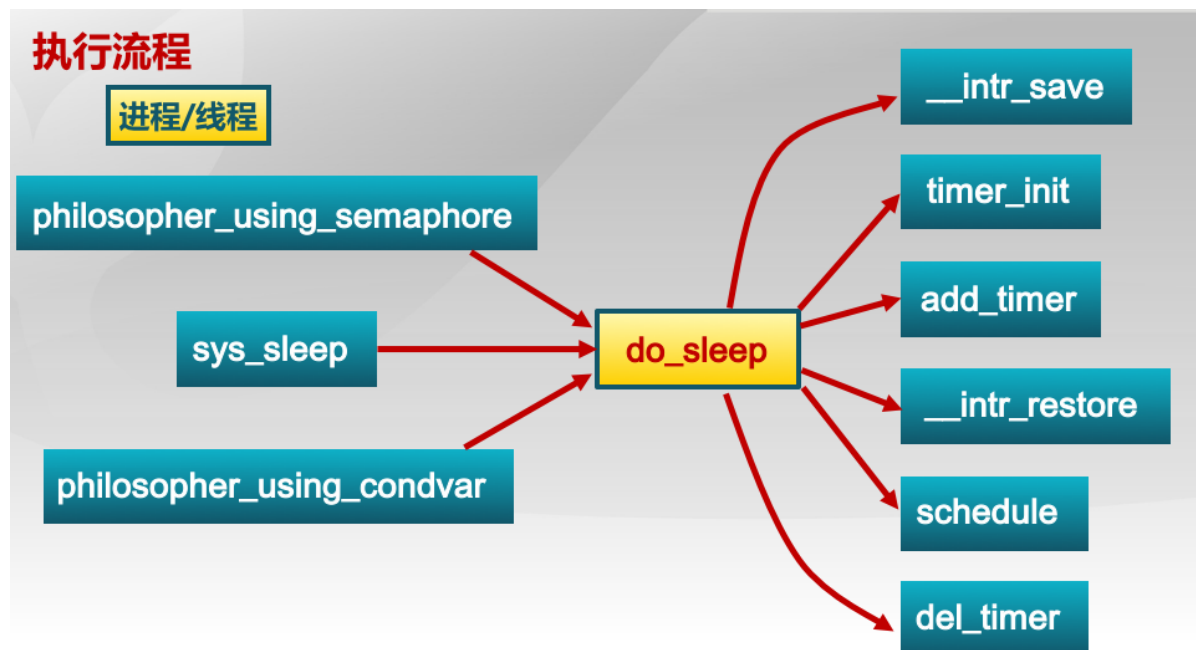 执行流程
进程/线程
philosopher_using_semaphore
sys_sleep
philosopher_using_condvar
do_sleep
__intr_save
timer_init
add_timer
__intr_restore
schedule
del_timer